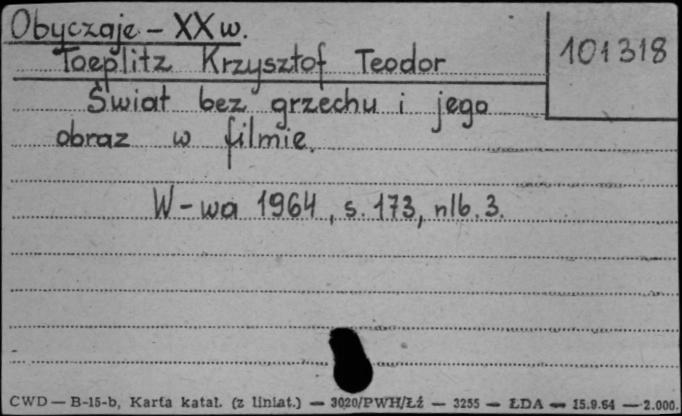 Obyczaje – XX w.
Toeplitz Krzysztof Teodor
101318
Świat bez grzechu i jego
obraz w filmie.
W-wa 1964, s. 173, nlb. 3.
CWD — B-15-b, Karta katal. (z liniat.) — 3020/PWH/Łź — 3255 — ŁDA — 15.9.64 — 2.000.